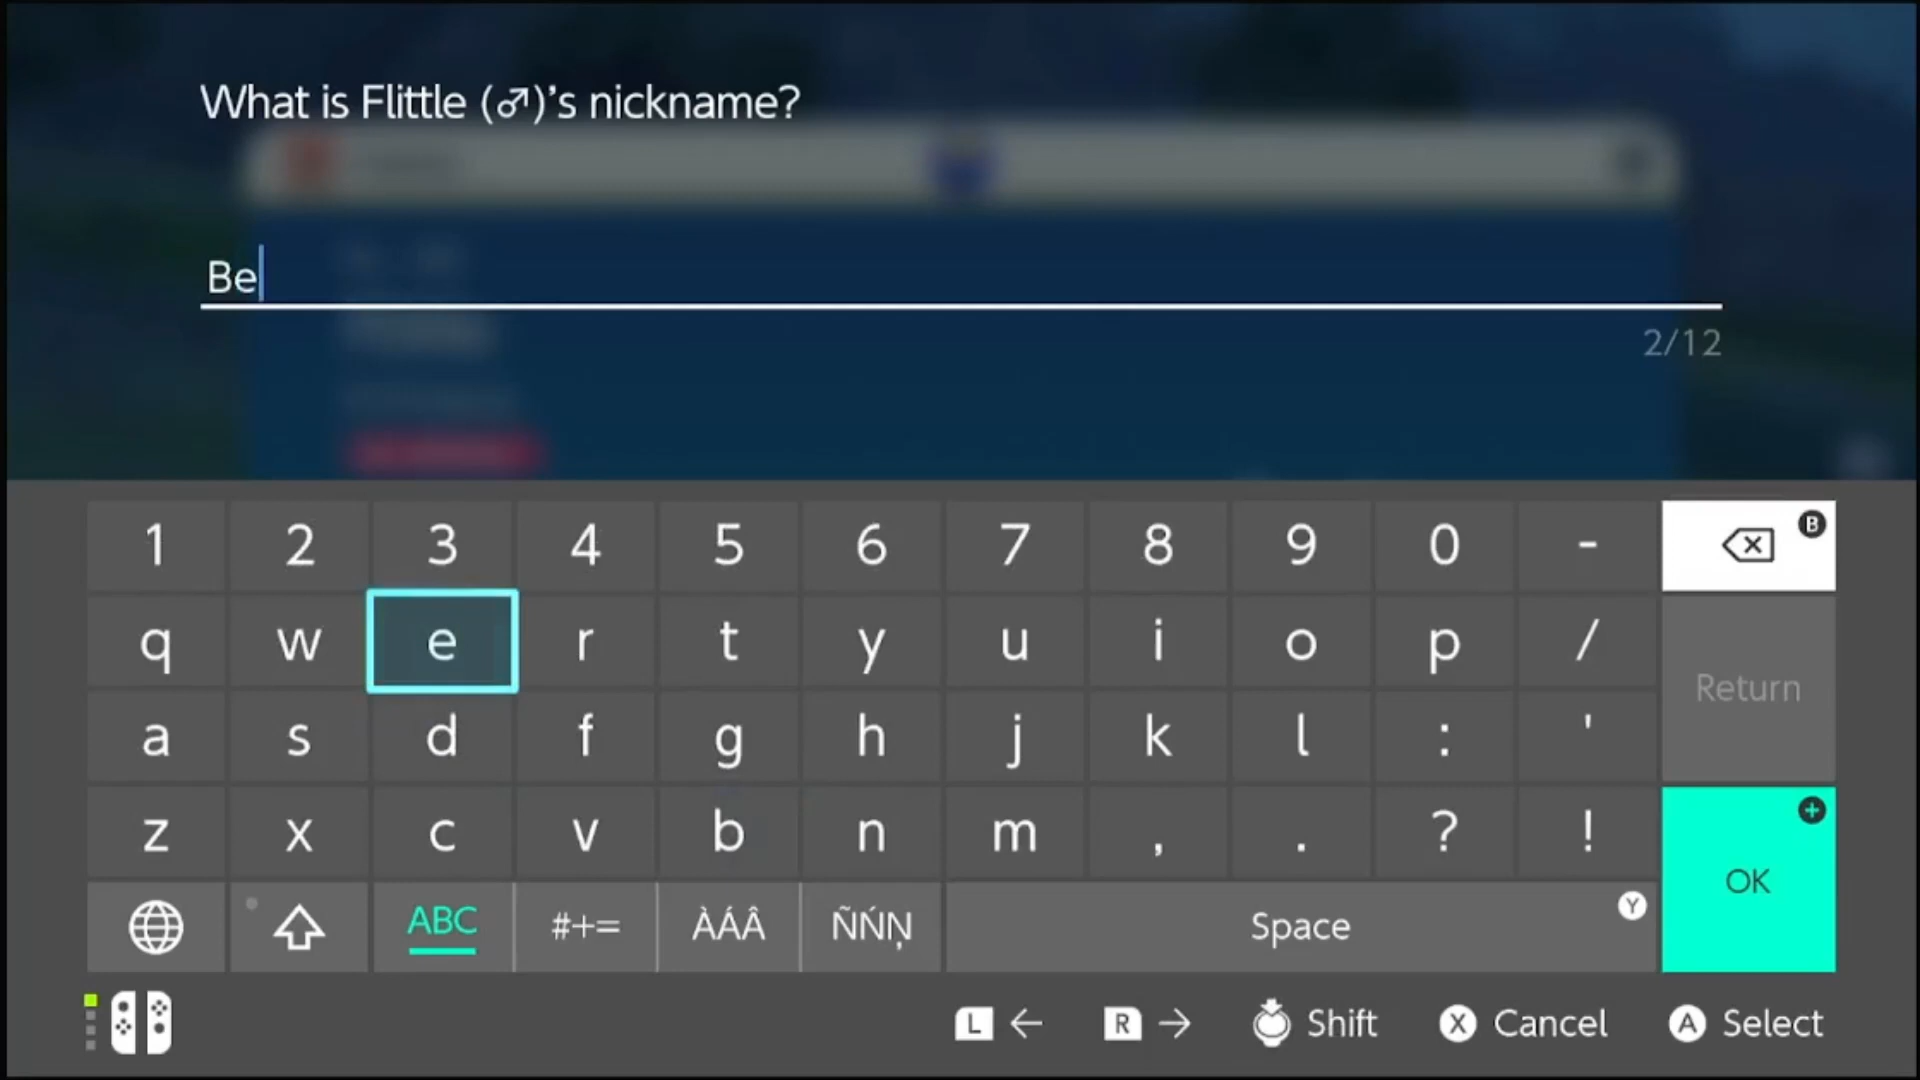 What is Flittle (♂)'s nickname?
Be
2/12
1 2 3 4 5 6 7 8 9 0 - B
q w e r t y u i o p /
Return
a s d f g h j k l : '
z x c v b n m , . ? ! +
OK
ABC #+= ÀÁÂ ÑŃŅ Space Y
L ← R → Shift X Cancel A Select